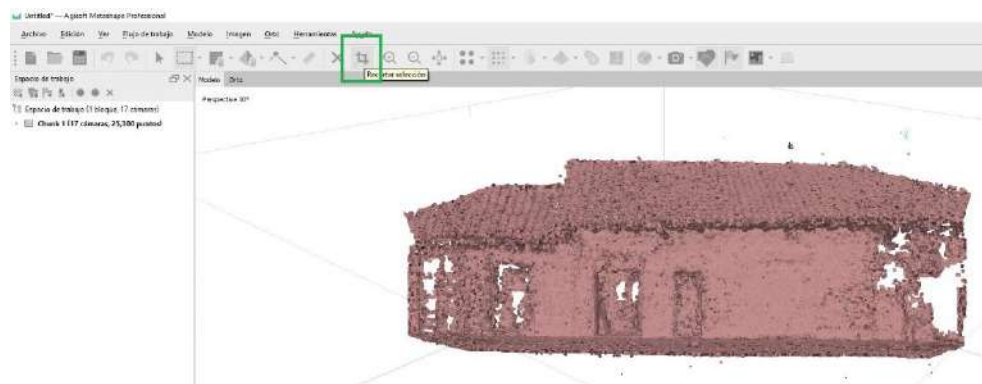 Untitled* — Agisoft Metashape Professional
Archivo Edición Ver Flujo de trabajo Modelo Imagen Orto Herramientas Ayuda
Recortar selección
Espacio de trabajo
Modelo Orto
Perspective 30°
Espacio de trabajo (1 bloque, 17 cámaras)
Chunk 1 (17 cámaras, 25,300 puntos)